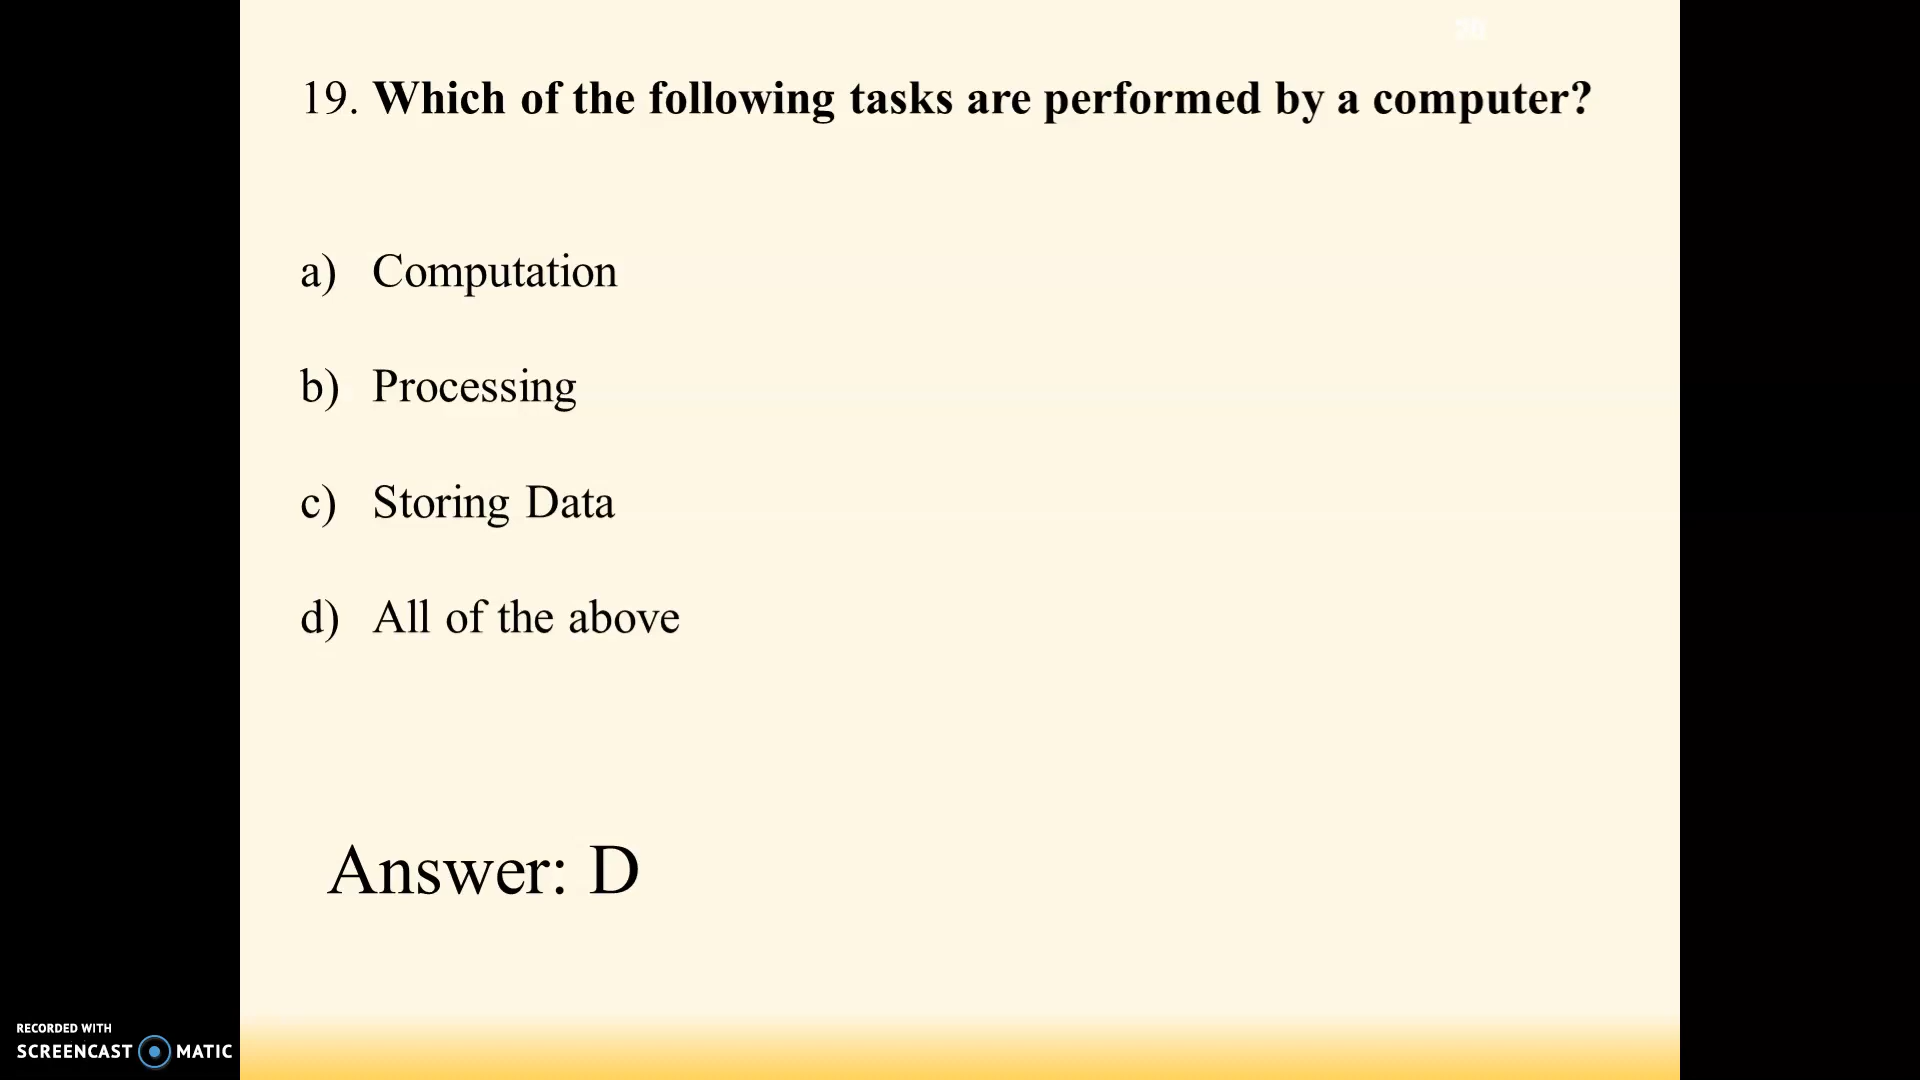 20
19. Which of the following tasks are performed by a computer?
a) Computation
b) Processing
c) Storing Data
d) All of the above
Answer: D
RECORDED WITH
SCREENCAST MATIC